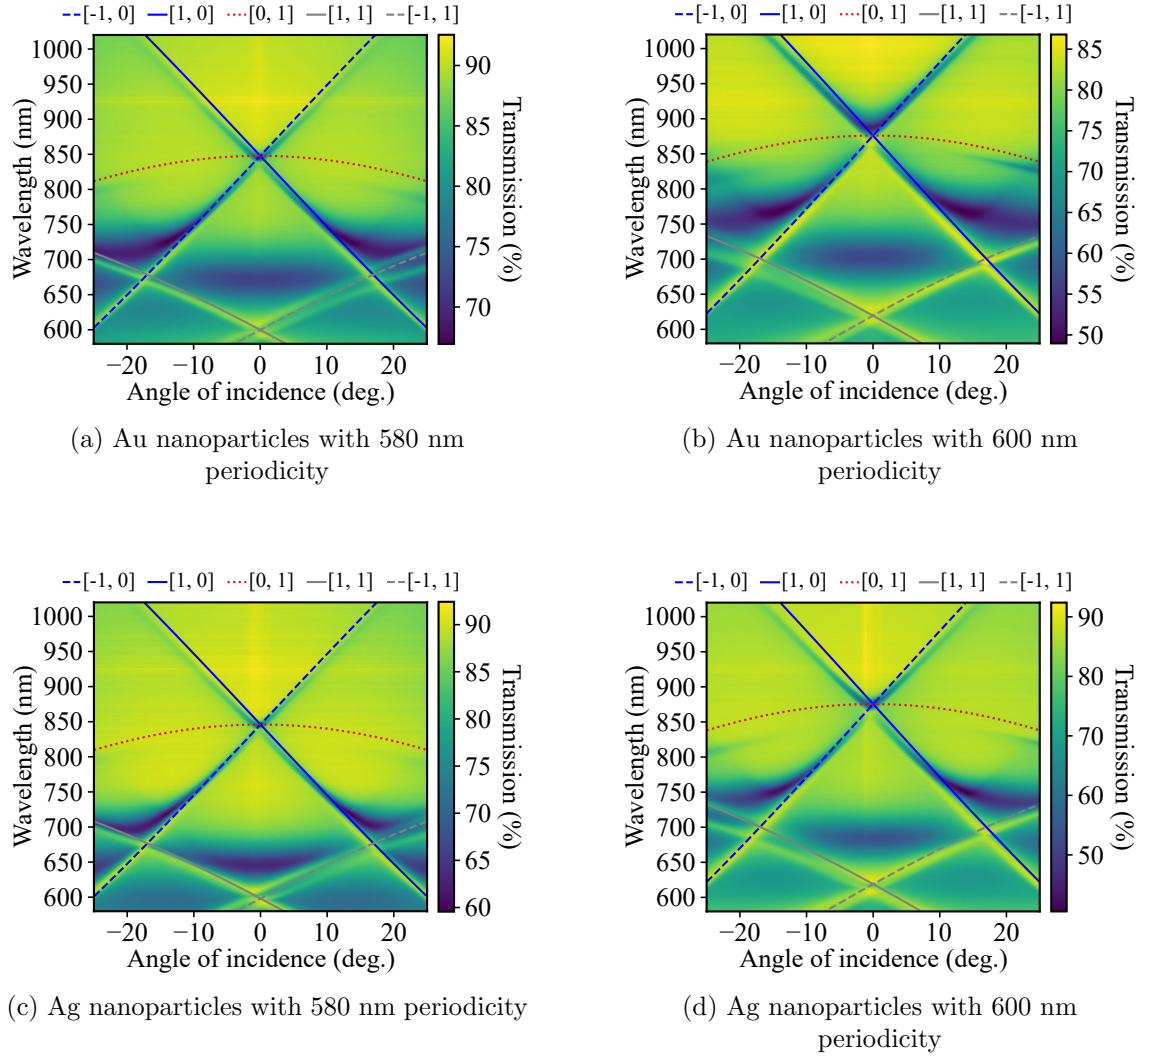 [-1, 0] [1, 0] [0, 1] [1, 1] [-1, 1]
1000
950
900
850
800
750
700
650
600
Wavelength (nm)
−20 −10 0 10 20
Angle of incidence (deg.)
90
85
80
75
70
Transmission (%)
(a) Au nanoparticles with 580 nm
periodicity
[-1, 0] [1, 0] [0, 1] [1, 1] [-1, 1]
1000
950
900
850
800
750
700
650
600
Wavelength (nm)
−20 −10 0 10 20
Angle of incidence (deg.)
85
80
75
70
65
60
55
50
Transmission (%)
(b) Au nanoparticles with 600 nm
periodicity
[-1, 0] [1, 0] [0, 1] [1, 1] [-1, 1]
1000
950
900
850
800
750
700
650
600
Wavelength (nm)
−20 −10 0 10 20
Angle of incidence (deg.)
90
85
80
75
70
65
60
Transmission (%)
(c) Ag nanoparticles with 580 nm periodicity
[-1, 0] [1, 0] [0, 1] [1, 1] [-1, 1]
1000
950
900
850
800
750
700
650
600
Wavelength (nm)
−20 −10 0 10 20
Angle of incidence (deg.)
90
80
70
60
50
Transmission (%)
(d) Ag nanoparticles with 600 nm
periodicity